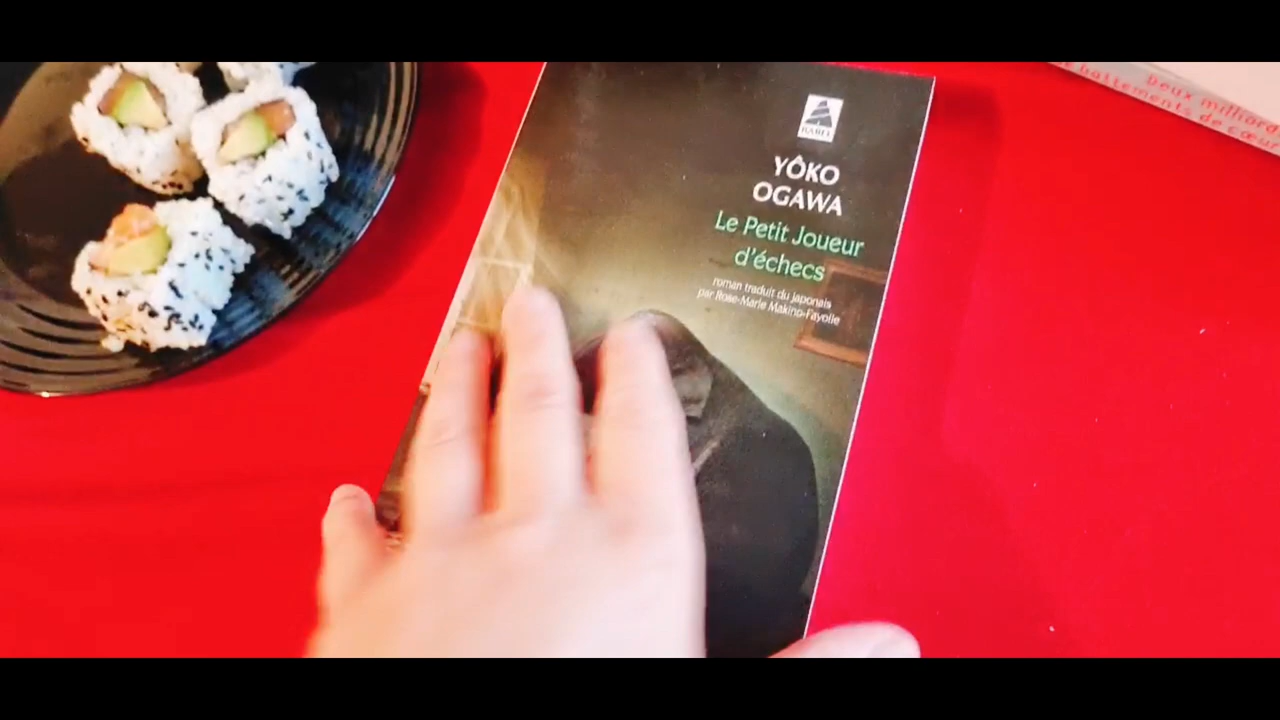 BABEL
YÔKO
OGAWA
Le Petit Joueur
d'échecs
roman traduit du japonais
par Rose-Marie Makino-Fayolle
Deux milliard
battements de cœur